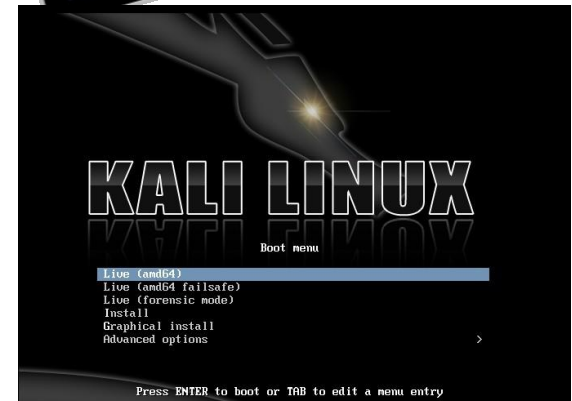 KALI LINUX
Boot menu
Live (amd64)
Live (amd64 failsafe)
Live (forensic mode)
Install
Graphical install
Advanced options >
Press ENTER to boot or TAB to edit a menu entry